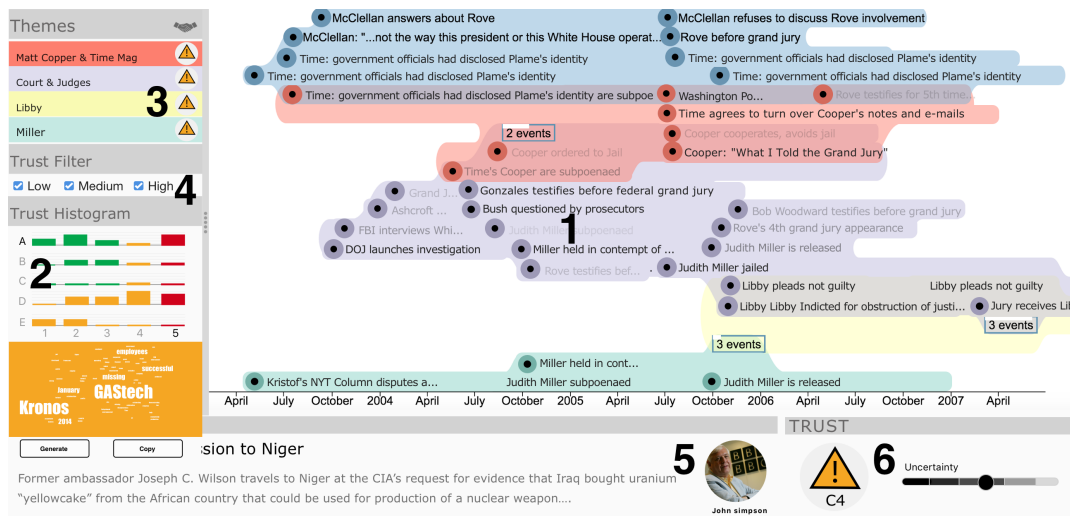 Themes
Matt Copper & Time Mag
Court & Judges
Libby
Miller
3
Trust Filter
Low Medium High
4
Trust Histogram
A
B
C
D
E
1 2 3 4 5
2
employees
successful
missing
January
GAStech
Kronos
2014
Generate Copy
McClellan answers about Rove
McClellan refuses to discuss Rove involvement
McClellan: "...not the way this president or this White House operat...
Rove before grand jury
Time: government officials had disclosed Plame's identity
Time: government officials had disclosed Plame's identity
Time: government officials had disclosed Plame's identity
Time: government officials had disclosed Plame's identity
Time: government officials had disclosed Plame's identity are subpoe
Washington Po...
Rove testifies for 5th time...
Time agrees to turn over Cooper's notes and e-mails
2 events
Cooper cooperates, avoids jail
Cooper ordered to Jail
Cooper: "What I Told the Grand Jury"
Time's Cooper are subpoenaed
Grand J...
Gonzales testifies before federal grand jury
Ashcroft ...
Bush questioned by prosecutors
Bob Woodward testifies before grand jury
FBI interviews Whi...
Judith Miller subpoenaed
1
Rove's 4th grand jury appearance
DOJ launches investigation
Miller held in contempt of ...
Judith Miller is released
Rove testifies bef...
. Judith Miller jailed
Libby pleads not guilty
Libby pleads not guilty
Libby Libby Indicted for obstruction of justi...
Jury receives Lib
3 events
3 events
Miller held in cont...
Kristof's NYT Column disputes a...
Judith Miller subpoenaed
Judith Miller is released
April July October 2004 April July October 2005 April July October 2006 April July October 2007 April
ssion to Niger
Former ambassador Joseph C. Wilson travels to Niger at the CIA's request for evidence that Iraq bought uranium
“yellowcake” from the African country that could be used for production of a nuclear weapon....
5
John simpson
TRUST
C4
6
Uncertainty